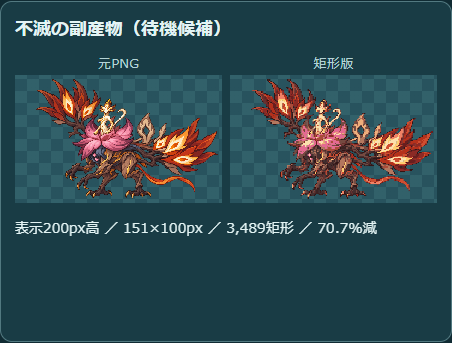 不滅の副産物（待機候補）
元PNG
矩形版
表示200px高 ／ 151×100px ／ 3,489矩形 ／ 70.7%減